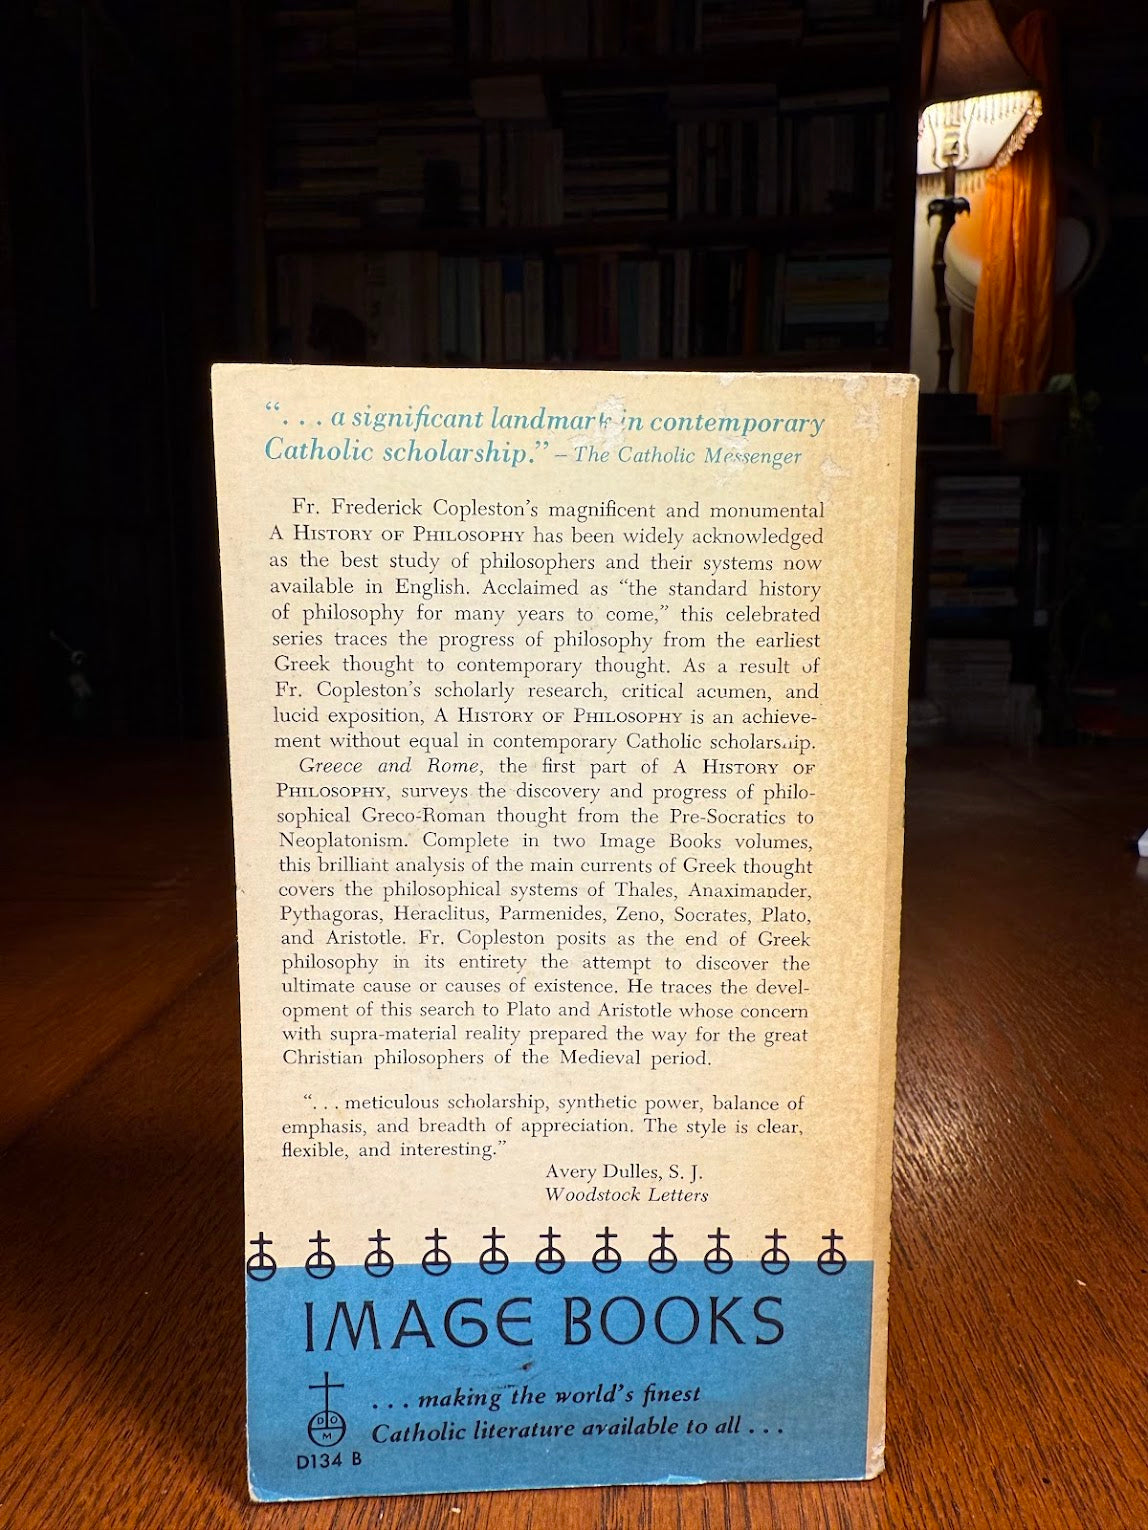 “. . . a significant landmark in contemporary
Catholic scholarship.” – The Catholic Messenger
Fr. Frederick Copleston’s magnificent and monumental
A HISTORY OF PHILOSOPHY has been widely acknowledged
as the best study of philosophers and their systems now
available in English. Acclaimed as “the standard history
of philosophy for many years to come,” this celebrated
series traces the progress of philosophy from the earliest
Greek thought to contemporary thought. As a result of
Fr. Copleston’s scholarly research, critical acumen, and
lucid exposition, A HISTORY OF PHILOSOPHY is an achieve-
ment without equal in contemporary Catholic scholarship.
Greece and Rome, the first part of A HISTORY OF
PHILOSOPHY, surveys the discovery and progress of philo-
sophical Greco-Roman thought from the Pre-Socratics to
Neoplatonism. Complete in two Image Books volumes,
this brilliant analysis of the main currents of Greek thought
covers the philosophical systems of Thales, Anaximander,
Pythagoras, Heraclitus, Parmenides, Zeno, Socrates, Plato,
and Aristotle. Fr. Copleston posits as the end of Greek
philosophy in its entirety the attempt to discover the
ultimate cause or causes of existence. He traces the devel-
opment of this search to Plato and Aristotle whose concern
with supra-material reality prepared the way for the great
Christian philosophers of the Medieval period.
“. . . meticulous scholarship, synthetic power, balance of
emphasis, and breadth of appreciation. The style is clear,
flexible, and interesting.”
Avery Dulles, S. J.
Woodstock Letters
IMAGE BOOKS
. . . making the world’s finest
Catholic literature available to all . . .
D O
M
D134 B